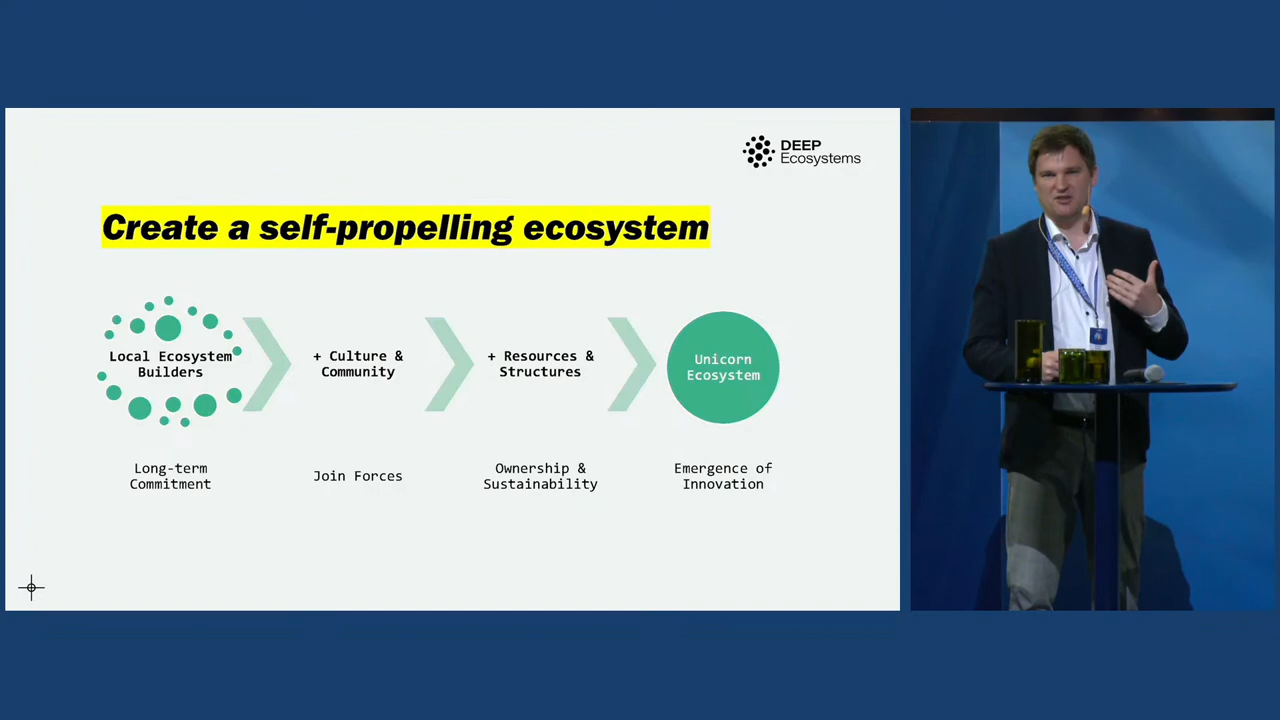 DEEP
Ecosystems
Create a self-propelling ecosystem
Local Ecosystem
Builders
+ Culture &
Community
+ Resources &
Structures
Unicorn
Ecosystem
Long-term
Commitment
Join Forces
Ownership &
Sustainability
Emergence of
Innovation